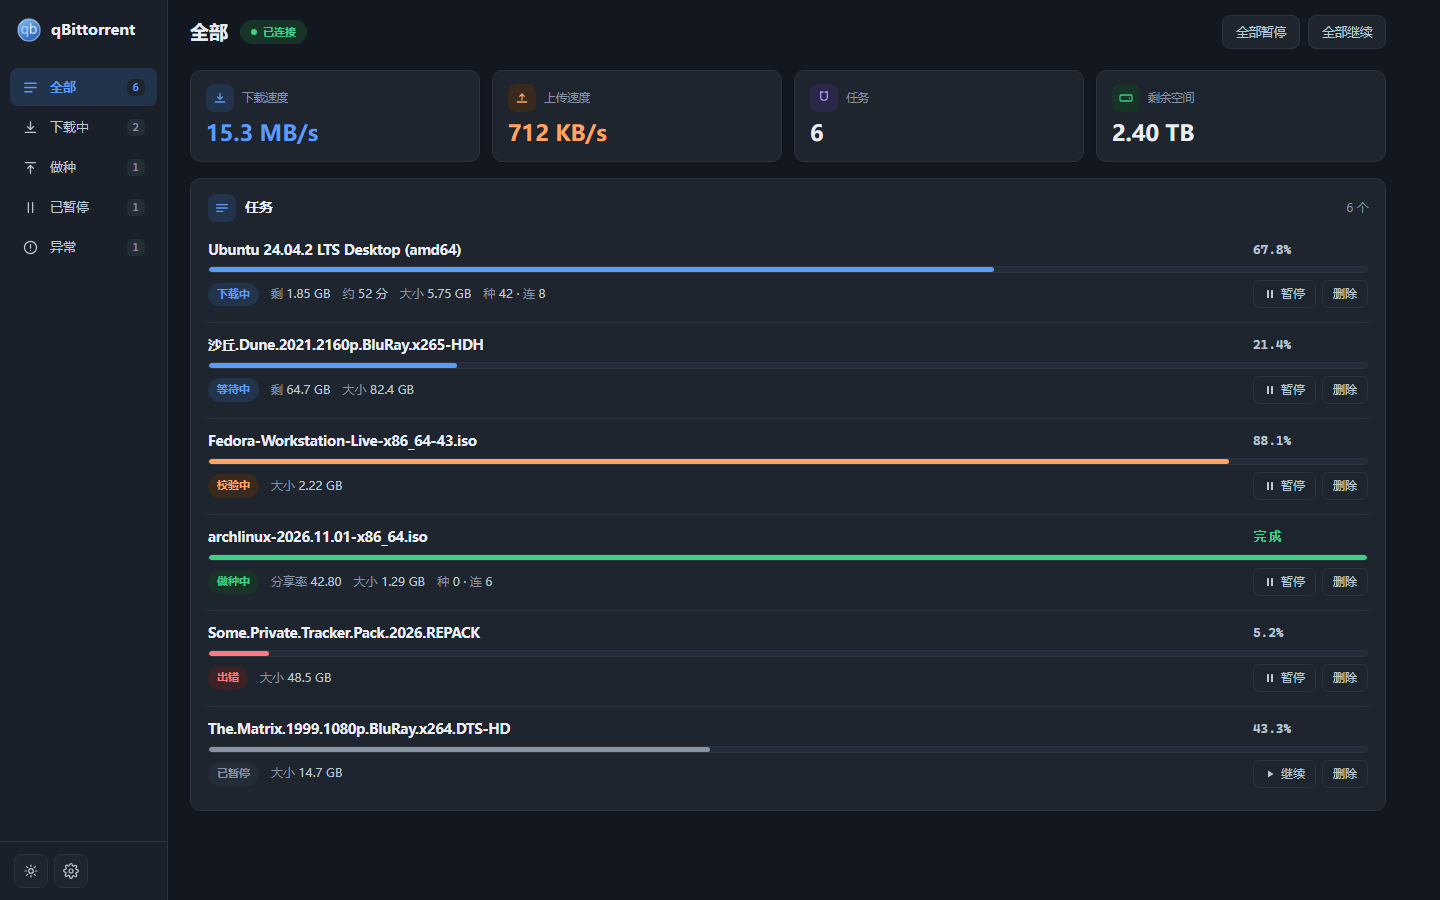 qb qBittorrent
全部 6
下载中 2
做种 1
已暂停 1
异常 1
全部 已连接 全部暂停 全部继续
下载速度
15.3 MB/s
上传速度
712 KB/s
任务
6
剩余空间
2.40 TB
任务 6 个
Ubuntu 24.04.2 LTS Desktop (amd64) 67.8%
下载中 剩 1.85 GB 约 52 分 大小 5.75 GB 种 42 · 连 8 暂停 删除
沙丘.Dune.2021.2160p.BluRay.x265-HDH 21.4%
等待中 剩 64.7 GB 大小 82.4 GB 暂停 删除
Fedora-Workstation-Live-x86_64-43.iso 88.1%
校验中 大小 2.22 GB 暂停 删除
archlinux-2026.11.01-x86_64.iso 完成
做种中 分享率 42.80 大小 1.29 GB 种 0 · 连 6 暂停 删除
Some.Private.Tracker.Pack.2026.REPACK 5.2%
出错 大小 48.5 GB 暂停 删除
The.Matrix.1999.1080p.BluRay.x264.DTS-HD 43.3%
已暂停 大小 14.7 GB 继续 删除